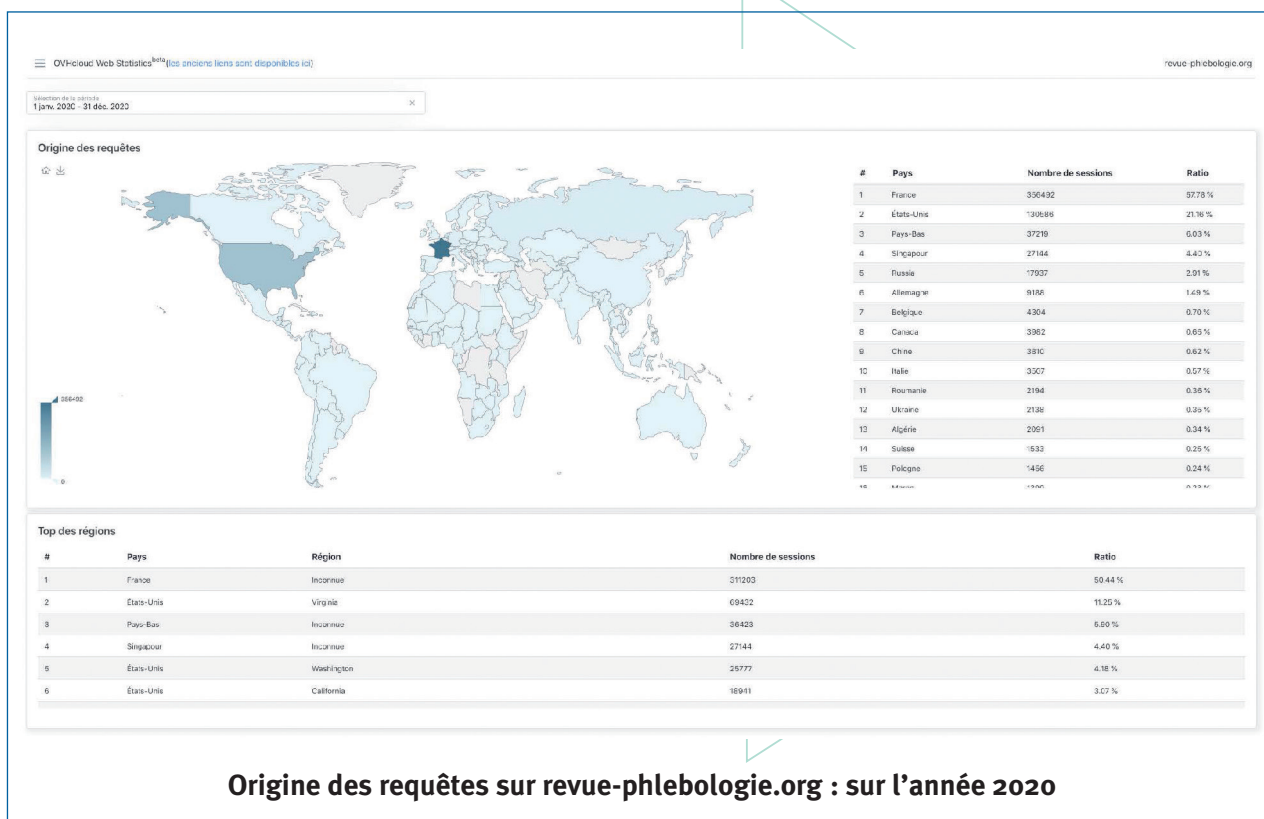 OVHcloud Web Statistics beta (les anciens liens sont disponibles ici) revue-phlebologie.org
Sélection de la période
1 janv. 2020 - 31 déc. 2020
Origine des requêtes
# Pays Nombre de sessions Ratio
1 France 356492 57.78 %
2 États-Unis 130586 21.16 %
3 Pays-Bas 37219 6.03 %
4 Singapour 27144 4.40 %
5 Russia 17937 2.91 %
6 Allemagne 9188 1.49 %
7 Belgique 4304 0.70 %
8 Canada 3982 0.65 %
9 Chine 3810 0.62 %
10 Italie 3507 0.57 %
11 Roumanie 2194 0.36 %
12 Ukraine 2138 0.35 %
13 Algérie 2091 0.34 %
14 Suisse 1533 0.25 %
15 Pologne 1456 0.24 %
356492
0
Top des régions
# Pays Région Nombre de sessions Ratio
1 France Inconnue 311203 50.44 %
2 États-Unis Virginia 69432 11.25 %
3 Pays-Bas Inconnue 36423 5.90 %
4 Singapour Inconnue 27144 4.40 %
5 États-Unis Washington 25777 4.18 %
6 États-Unis California 18941 3.07 %
Origine des requêtes sur revue-phlebologie.org : sur l'année 2020